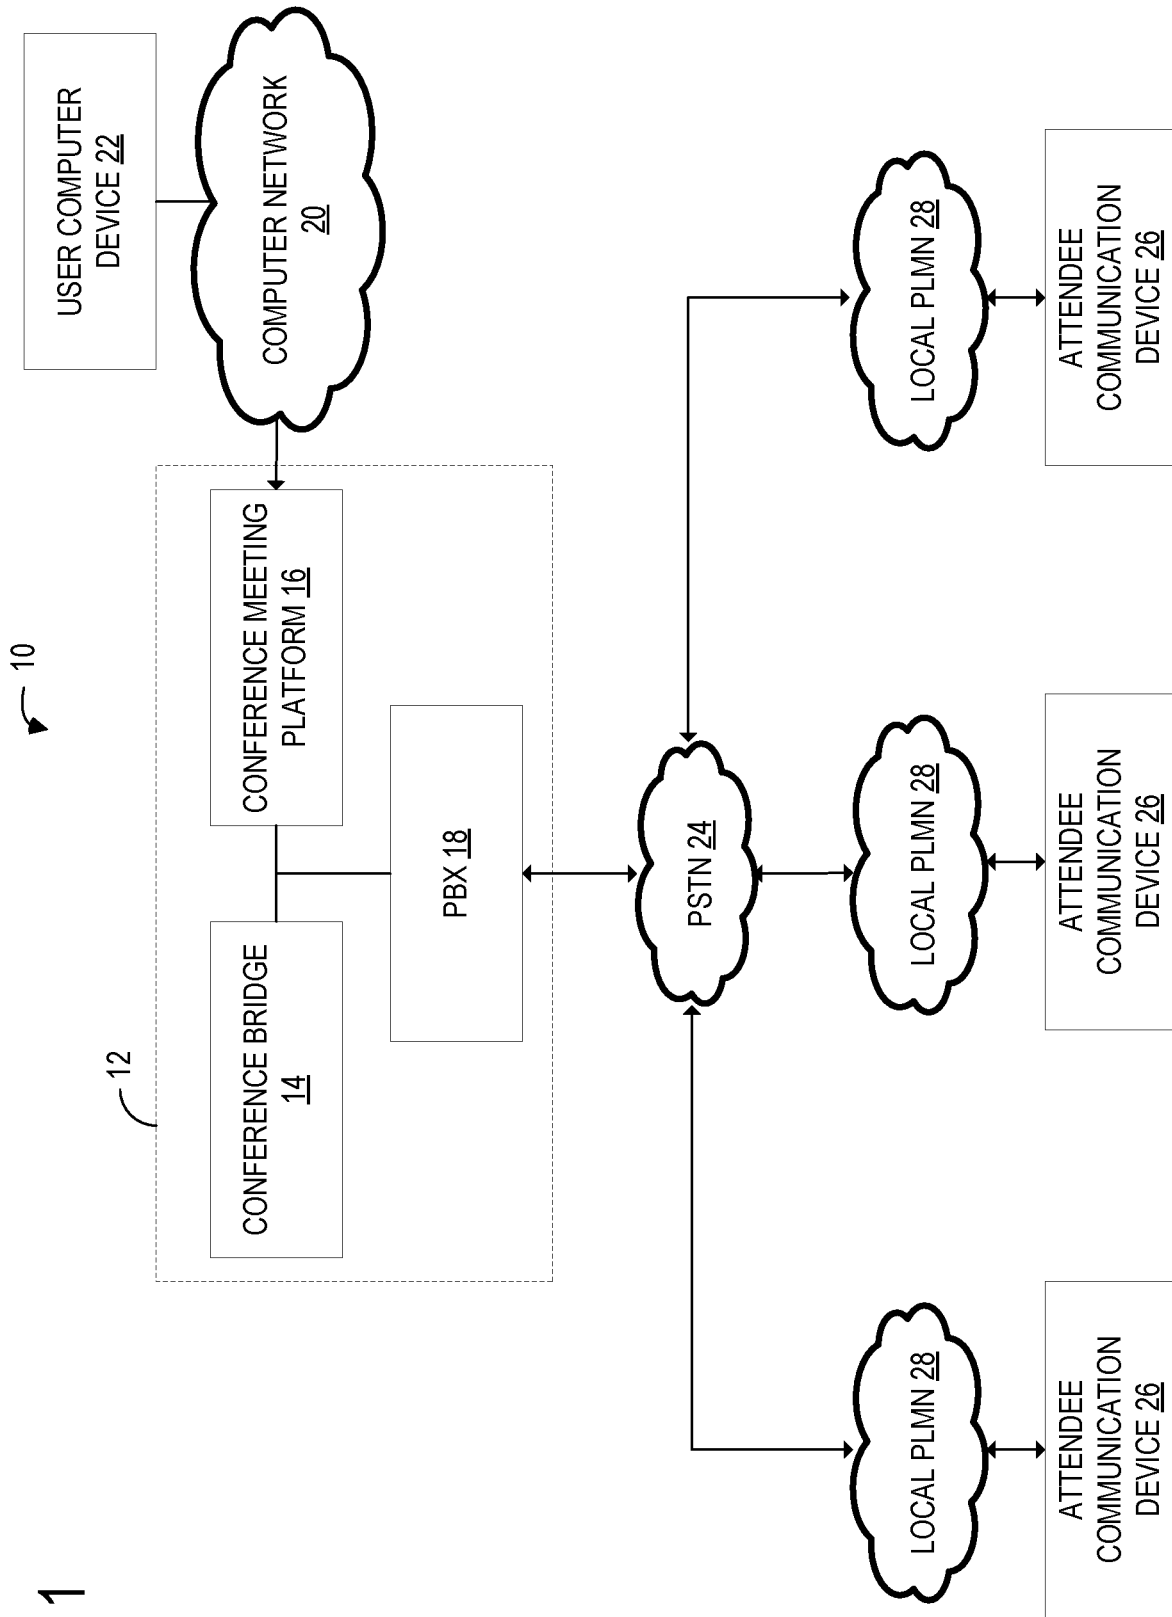 1
10
12
CONFERENCE BRIDGE
14
CONFERENCE MEETING
PLATFORM 16
PBX 18
USER COMPUTER
DEVICE 22
COMPUTER NETWORK
20
PSTN 24
LOCAL PLMN 28
LOCAL PLMN 28
LOCAL PLMN 28
ATTENDEE
COMMUNICATION
DEVICE 26
ATTENDEE
COMMUNICATION
DEVICE 26
ATTENDEE
COMMUNICATION
DEVICE 26